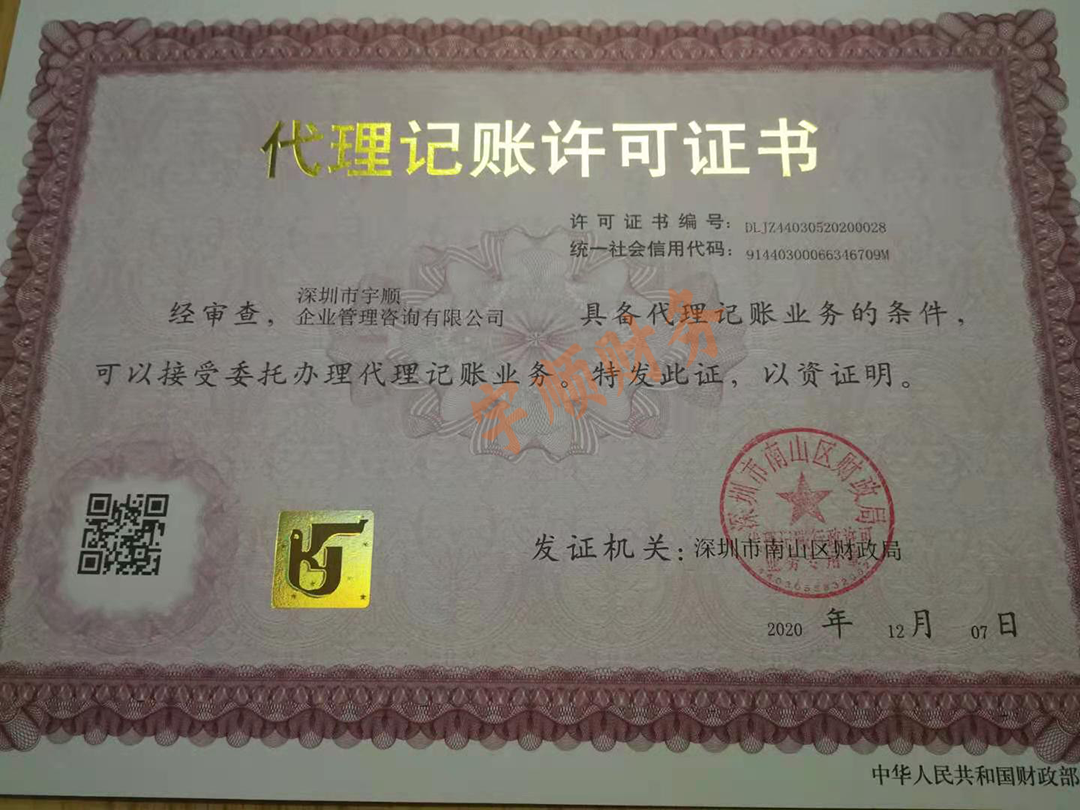 代理记账许可证书
许可证书编号：DLJZ44030520200028
统一社会信用代码：91440300066346709M
经审查，深圳市宇顺
企业管理咨询有限公司 具备代理记账业务的条件，
可以接受委托办理代理记账业务。特发此证，以资证明。
宇顺财务
深圳市南山区财政局
业务专用章
发证机关：深圳市南山区财政局
2020 年 12月 07日
中华人民共和国财政部